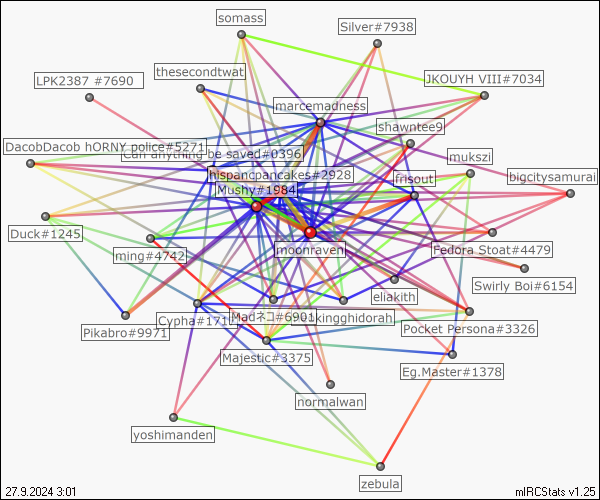 somass
Silver#7938
thesecondtwat
LPK2387 #7690
JKOUYH VIII#7034
marcemadness
shawntee9
DacobDacob hORNY police#5271
Can anything be saved#0396
mukszi
hispanicpancakes#2928
frisout
bigcitysamurai
Mushy#1984
Duck#1245
moonraven
Fedora Stoat#4479
ming#4742
Swirly Boi#6154
eliakith
Madネコ#6901
kingghidorah
Cypha#171
Pikabro#9971
Pocket Persona#3326
Majestic#3375
Eg.Master#1378
normalwan
yoshimanden
zebula
27.9.2024 3:01
mIRCStats v1.25